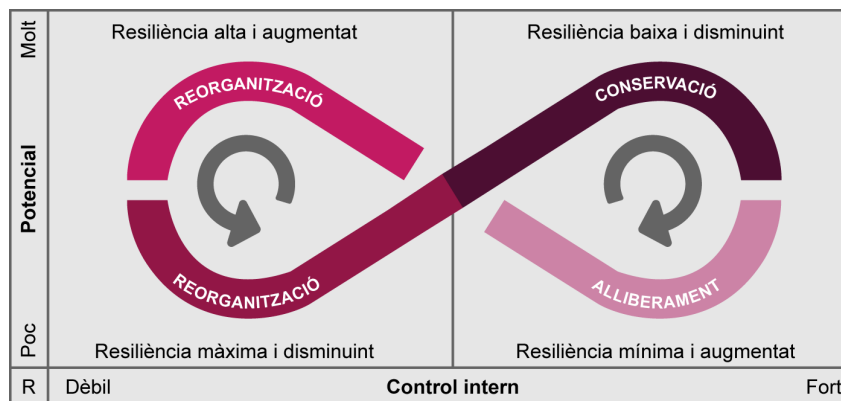 Molt
Resiliència alta i augmentat
Resiliència baixa i disminuint
REORGANITZACIÓ
CONSERVACIÓ
Potencial
REORGANITZACIÓ
ALLIBERAMENT
Poc
Resiliència màxima i disminuint
Resiliència mínima i augmentat
R
Dèbil
Control intern
Fort